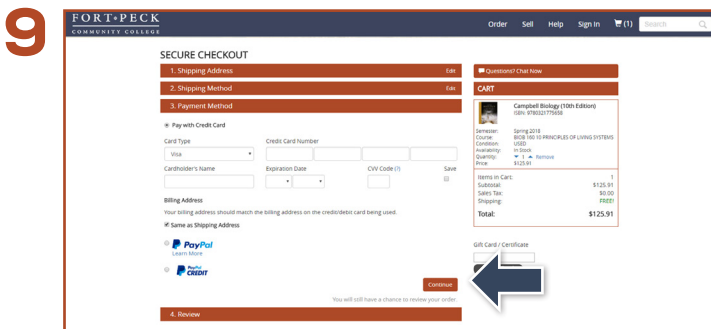 9
FORT*PECK
COMMUNITY COLLEGE
Order Sell Help Sign In (1) Search
SECURE CHECKOUT
1. Shipping Address Edit
2. Shipping Method Edit
3. Payment Method
Pay with Credit Card
Card Type Credit Card Number
Visa
Cardholder's Name Expiration Date CVV Code (?) Save
Billing Address
Your billing address should match the billing address on the credit/debit card being used.
Same as Shipping Address
PayPal
Learn More
PayPal CREDIT
Continue
You will still have a chance to review your order.
4. Review
Questions? Chat Now
CART
Campbell Biology (10th Edition)
ISBN: 9780321775658
Semester: Spring 2018
Course: BIOB 160 10 PRINCIPLES OF LIVING SYSTEMS
Condition: USED
Availability: In Stock
Quantity: 1 Remove
Price: $125.91
Items in Cart: 1
Subtotal: $125.91
Sales Tax: $0.00
Shipping: FREE!
Total: $125.91
Gift Card / Certificate